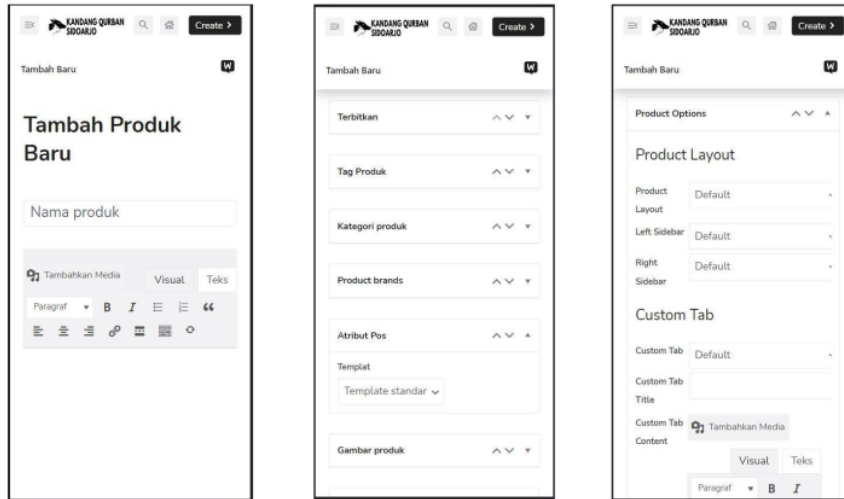 KANDANG QURBAN
SIDOARJO
Create >
Tambah Baru
Tambah Produk
Baru
Nama produk
Tambahkan Media
Visual Teks
Paragraf B I
KANDANG QURBAN
SIDOARJO
Create >
Tambah Baru
Terbitkan
Tag Produk
Kategori produk
Product brands
Atribut Pos
Templat
Template standar
Gambar produk
KANDANG QURBAN
SIDOARJO
Create >
Tambah Baru
Product Options
Product Layout
Product
Layout
Default
Left Sidebar Default
Right
Sidebar
Default
Custom Tab
Custom Tab Default
Custom Tab
Title
Custom Tab
Content
Tambahkan Media
Visual Teks
Paragraf B I